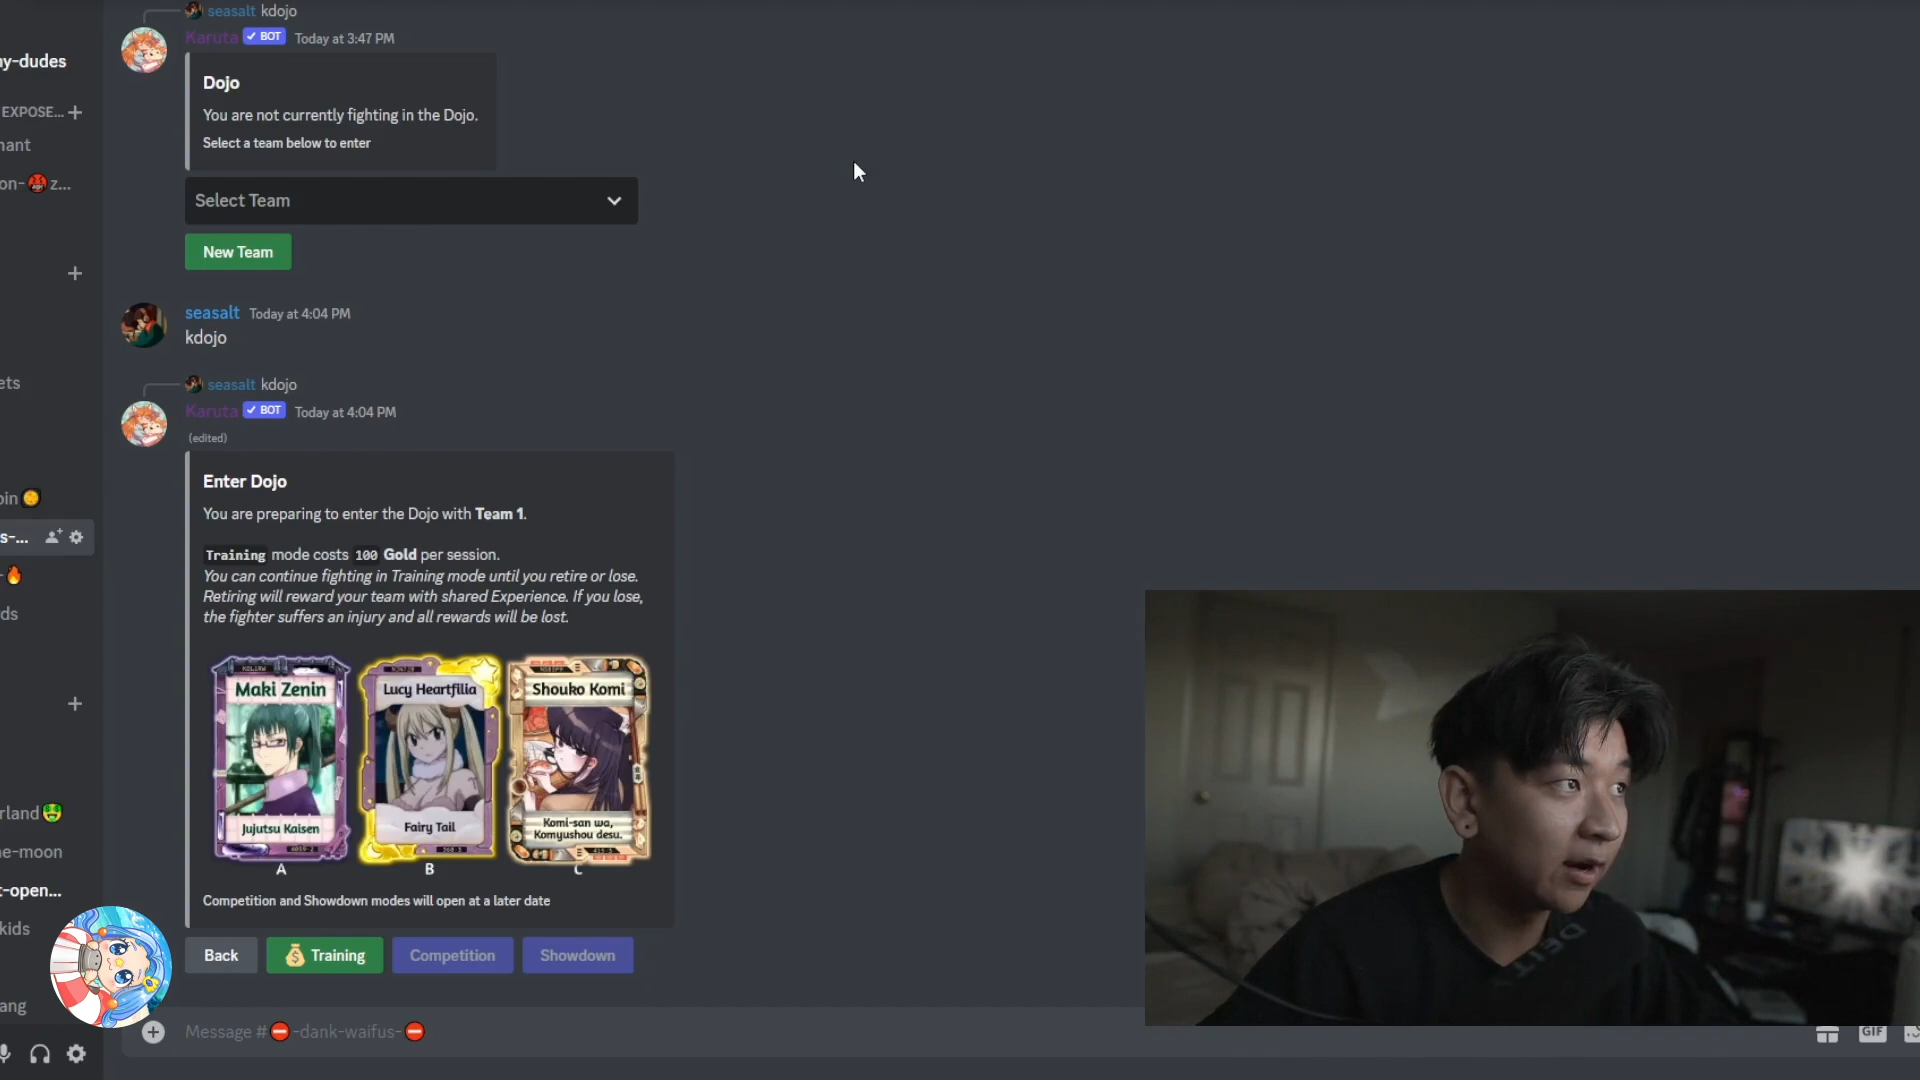 seasalt kdojo
Karuta ✓ BOT Today at 3:47 PM
Dojo
You are not currently fighting in the Dojo.
Select a team below to enter
Select Team
New Team
seasalt Today at 4:04 PM
kdojo
seasalt kdojo
Karuta ✓ BOT Today at 4:04 PM
(edited)
Enter Dojo
You are preparing to enter the Dojo with Team 1.
Training mode costs 100 Gold per session.
You can continue fighting in Training mode until you retire or lose.
Retiring will reward your team with shared Experience. If you lose,
the fighter suffers an injury and all rewards will be lost.
Maki Zenin
Jujutsu Kaisen
A
Lucy Heartfilia
Fairy Tail
B
Shouko Komi
Komi-san wa,
Komyushou desu.
C
Competition and Showdown modes will open at a later date
Back
Training
Competition
Showdown
Message #⛔-dank-waifus-⛔
GIF
ny-dudes
EXPOSE...
nant
on-😡z...
ets
oin
s-...
-🔥
ds
rland🤑
ne-moon
t-open...
kids
ang